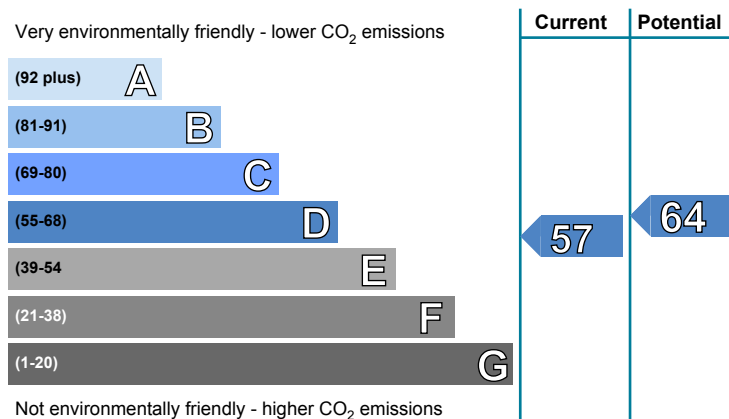 Very environmentally friendly - lower CO2 emissions
Current
Potential
(92 plus) A
(81-91) B
(69-80) C
(55-68) D
(39-54 E
(21-38) F
(1-20) G
57
64
Not environmentally friendly - higher CO2 emissions